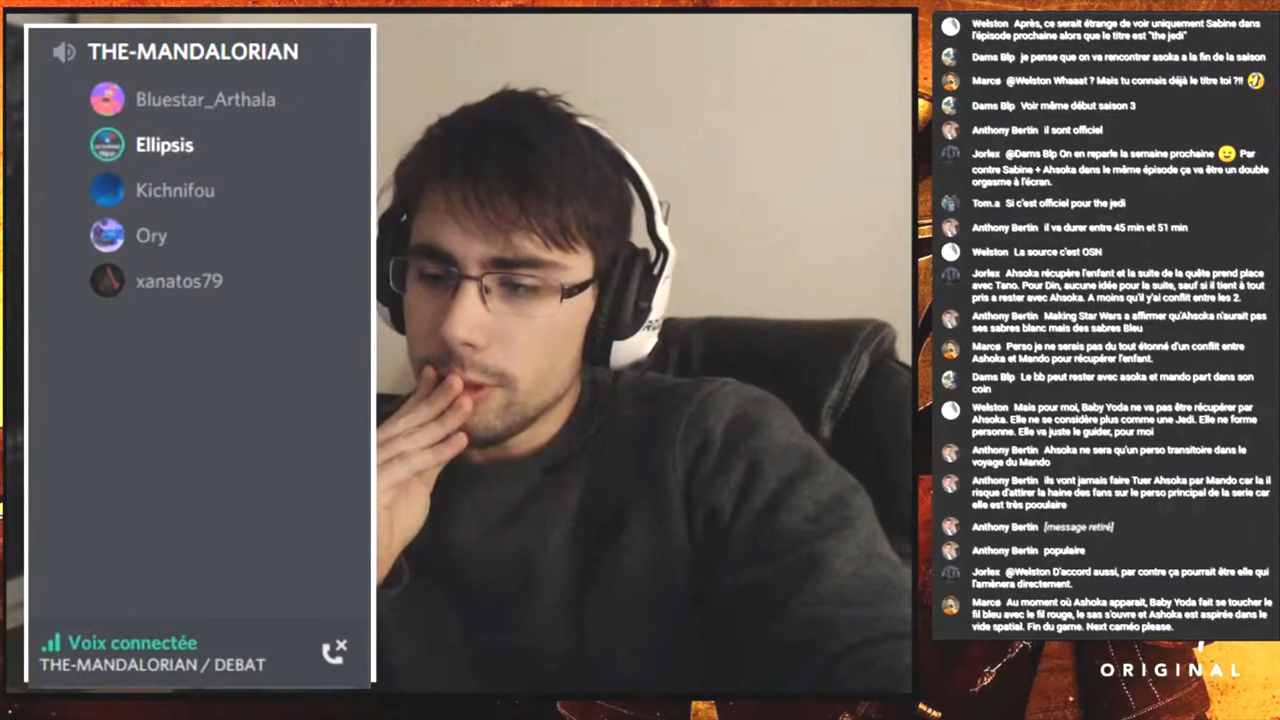 THE-MANDALORIAN
Bluestar_Arthala
Ellipsis
Kichnifou
Ory
xanatos79
Voix connectée
THE-MANDALORIAN / DEBAT
Welston Après, ce serait étrange de voir uniquement Sabine dans
l'épisode prochaine alors que le titre est "the jedi"
Dams Blp je pense que on va rencontrer asoka a la fin de la saison
Marcø @Welston Whaaat ? Mais tu connais déjà le titre toi ?!! 🤣
Dams Blp Voir même début saison 3
Anthony Bertin il sont officiel
Jorlex @Dams Blp On en reparle la semaine prochaine 😉 Par
contre Sabine + Ahsoka dans le même épisode ça va être un double
orgasme à l'écran.
Tom.a Si c'est officiel pour the jedi
Anthony Bertin il va durer entre 45 min et 51 min
Welston La source c'est OSN
Jorlex Ahsoka récupère l'enfant et la suite de la quête prend place
avec Tano. Pour Din, aucune idée pour la suite, sauf si il tient à tout
pris a rester avec Ahsoka. A moins qu'il y'ai conflit entre les 2.
Anthony Bertin Making Star Wars a affirmer qu'Ahsoka n'aurait pas
ses sabres blanc mais des sabres Bleu
Marcø Perso je ne serais pas du tout étonné d'un conflit entre
Ashoka et Mando pour récupérer l'enfant.
Dams Blp Le bb peut rester avec asoka et mando part dans son
coin
Welston Mais pour moi, Baby Yoda ne va pas être récupéré par
Ahsoka. Elle ne se considère plus comme une Jedi. Elle ne forme
personne. Elle va juste le guider, pour moi
Anthony Bertin Ahsoka ne sera qu'un perso transitoire dans le
voyage du Mando
Anthony Bertin ils vont jamais faire Tuer Ahsoka par Mando car la il
risque d'attirer la haine des fans sur le perso principal de la serie car
elle est très pooulaire
Anthony Bertin [message retiré]
Anthony Bertin populaire
Jorlex @Welston D'accord aussi, par contre ça pourrait être elle qui
l'amènera directement.
Marcø Au moment où Ashoka apparait, Baby Yoda fait se toucher le
fil bleu avec le fil rouge, le sas s'ouvre et Ashoka est aspirée dans le
vide spatial. Fin du game. Next caméo please.
ORIGINAL